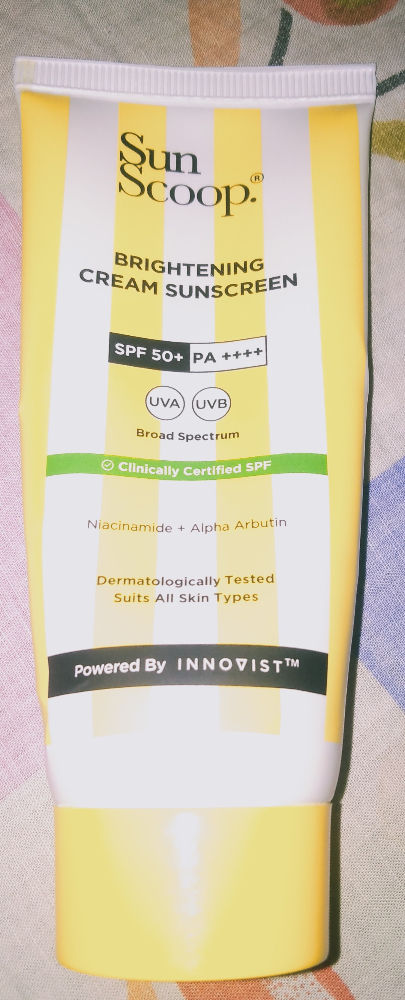 Sun
Scoop.®
BRIGHTENING
CREAM SUNSCREEN
SPF 50+ PA ++++
UVA UVB
Broad Spectrum
Clinically Certified SPF
Niacinamide + Alpha Arbutin
Dermatologically Tested
Suits All Skin Types
Powered By INNOVIST™